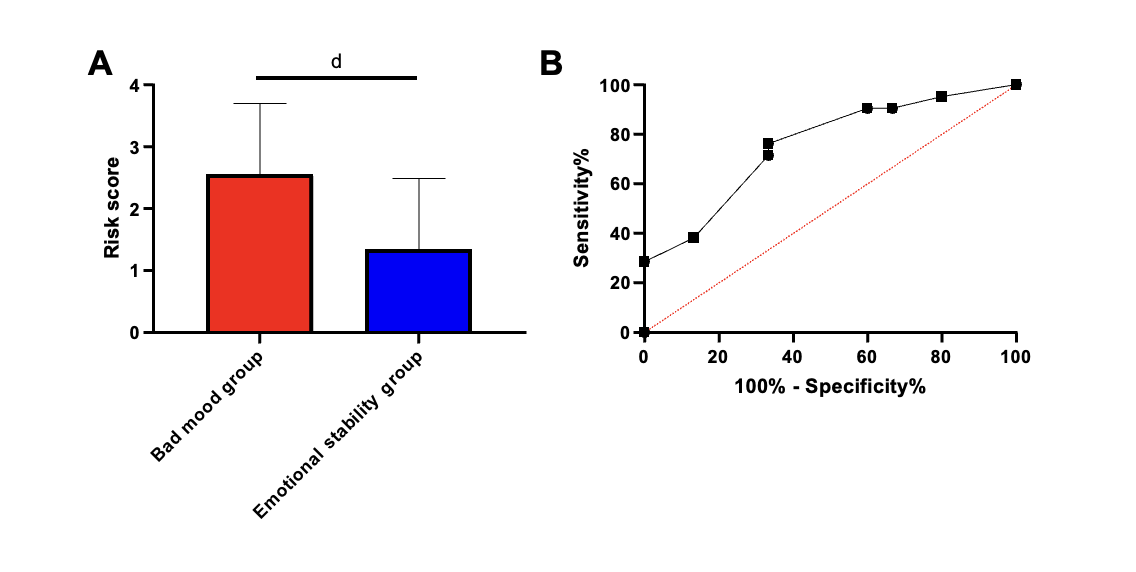 A
d
4
3
2
1
0
Risk score
Bad mood group
Emotional stability group
B
100
80
60
40
20
0
Sensitivity%
0 20 40 60 80 100
100% - Specificity%